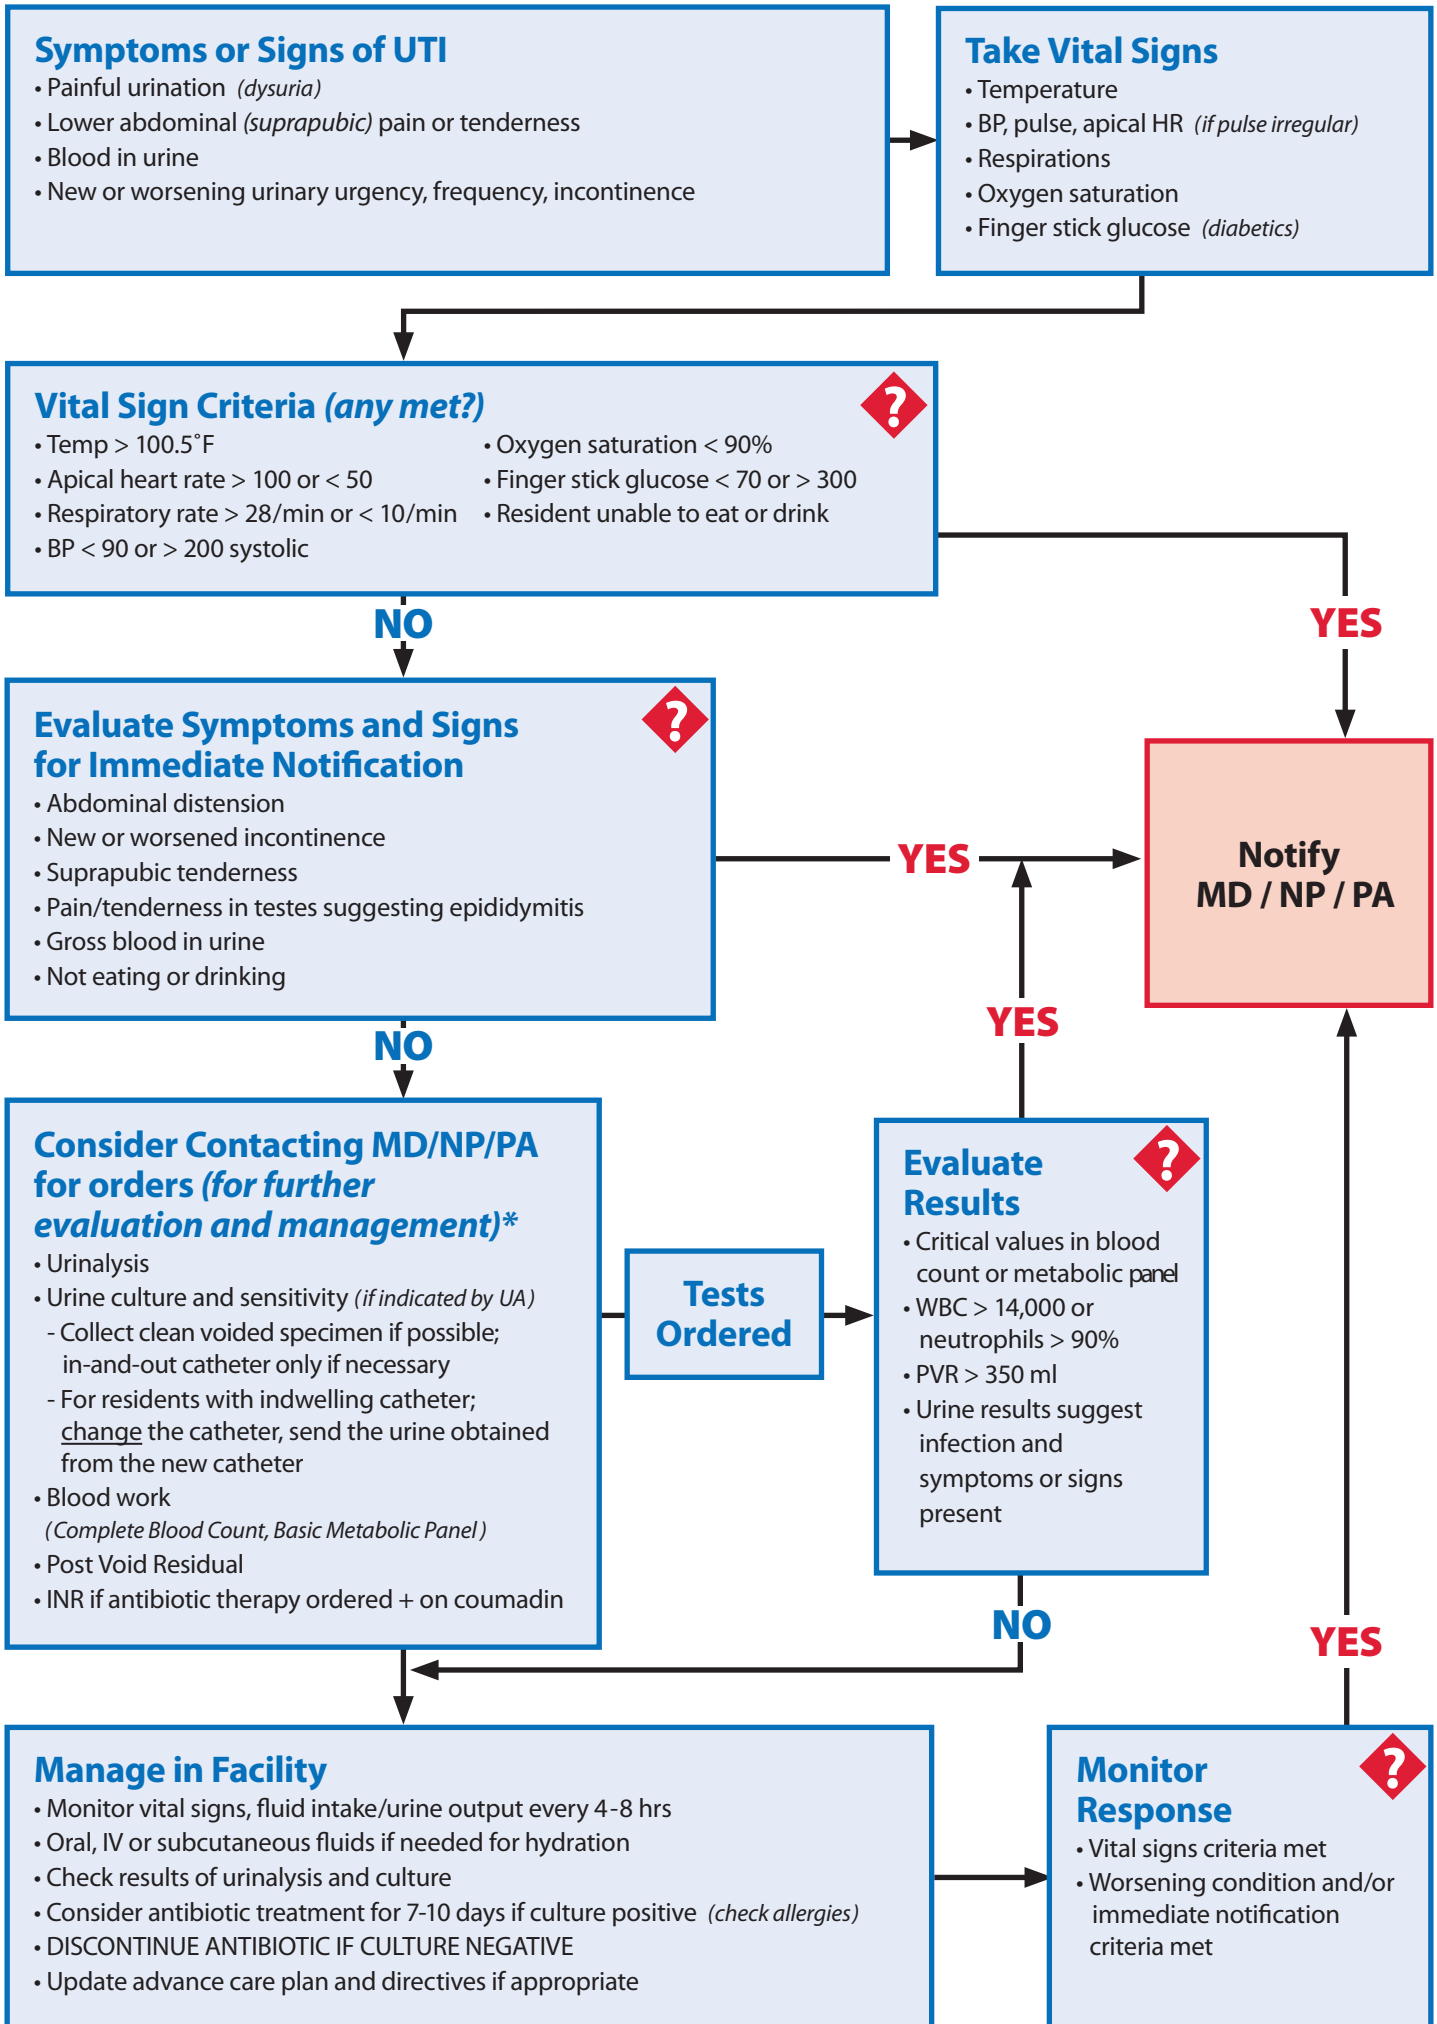 Symptoms or Signs of UTI
• Painful urination (dysuria)
• Lower abdominal (suprapubic) pain or tenderness
• Blood in urine
• New or worsening urinary urgency, frequency, incontinence
Take Vital Signs
• Temperature
• BP, pulse, apical HR (if pulse irregular)
• Respirations
• Oxygen saturation
• Finger stick glucose (diabetics)
Vital Sign Criteria (any met?)
?
• Temp > 100.5˚F
• Apical heart rate > 100 or < 50
• Respiratory rate > 28/min or < 10/min
• BP < 90 or > 200 systolic
• Oxygen saturation < 90%
• Finger stick glucose < 70 or > 300
• Resident unable to eat or drink
NO
YES
Evaluate Symptoms and Signs
for Immediate Notification
?
• Abdominal distension
• New or worsened incontinence
• Suprapubic tenderness
• Pain/tenderness in testes suggesting epididymitis
• Gross blood in urine
• Not eating or drinking
YES
Notify
MD / NP / PA
NO
YES
Consider Contacting MD/NP/PA
for orders (for further
evaluation and management)*
• Urinalysis
• Urine culture and sensitivity (if indicated by UA)
- Collect clean voided specimen if possible;
in-and-out catheter only if necessary
- For residents with indwelling catheter;
change the catheter, send the urine obtained
from the new catheter
• Blood work
(Complete Blood Count, Basic Metabolic Panel)
• Post Void Residual
• INR if antibiotic therapy ordered + on coumadin
Tests
Ordered
Evaluate
Results
?
• Critical values in blood
count or metabolic panel
• WBC > 14,000 or
neutrophils > 90%
• PVR > 350 ml
• Urine results suggest
infection and
symptoms or signs
present
NO
YES
Manage in Facility
• Monitor vital signs, fluid intake/urine output every 4-8 hrs
• Oral, IV or subcutaneous fluids if needed for hydration
• Check results of urinalysis and culture
• Consider antibiotic treatment for 7-10 days if culture positive (check allergies)
• DISCONTINUE ANTIBIOTIC IF CULTURE NEGATIVE
• Update advance care plan and directives if appropriate
Monitor
Response
?
• Vital signs criteria met
• Worsening condition and/or
immediate notification
criteria met